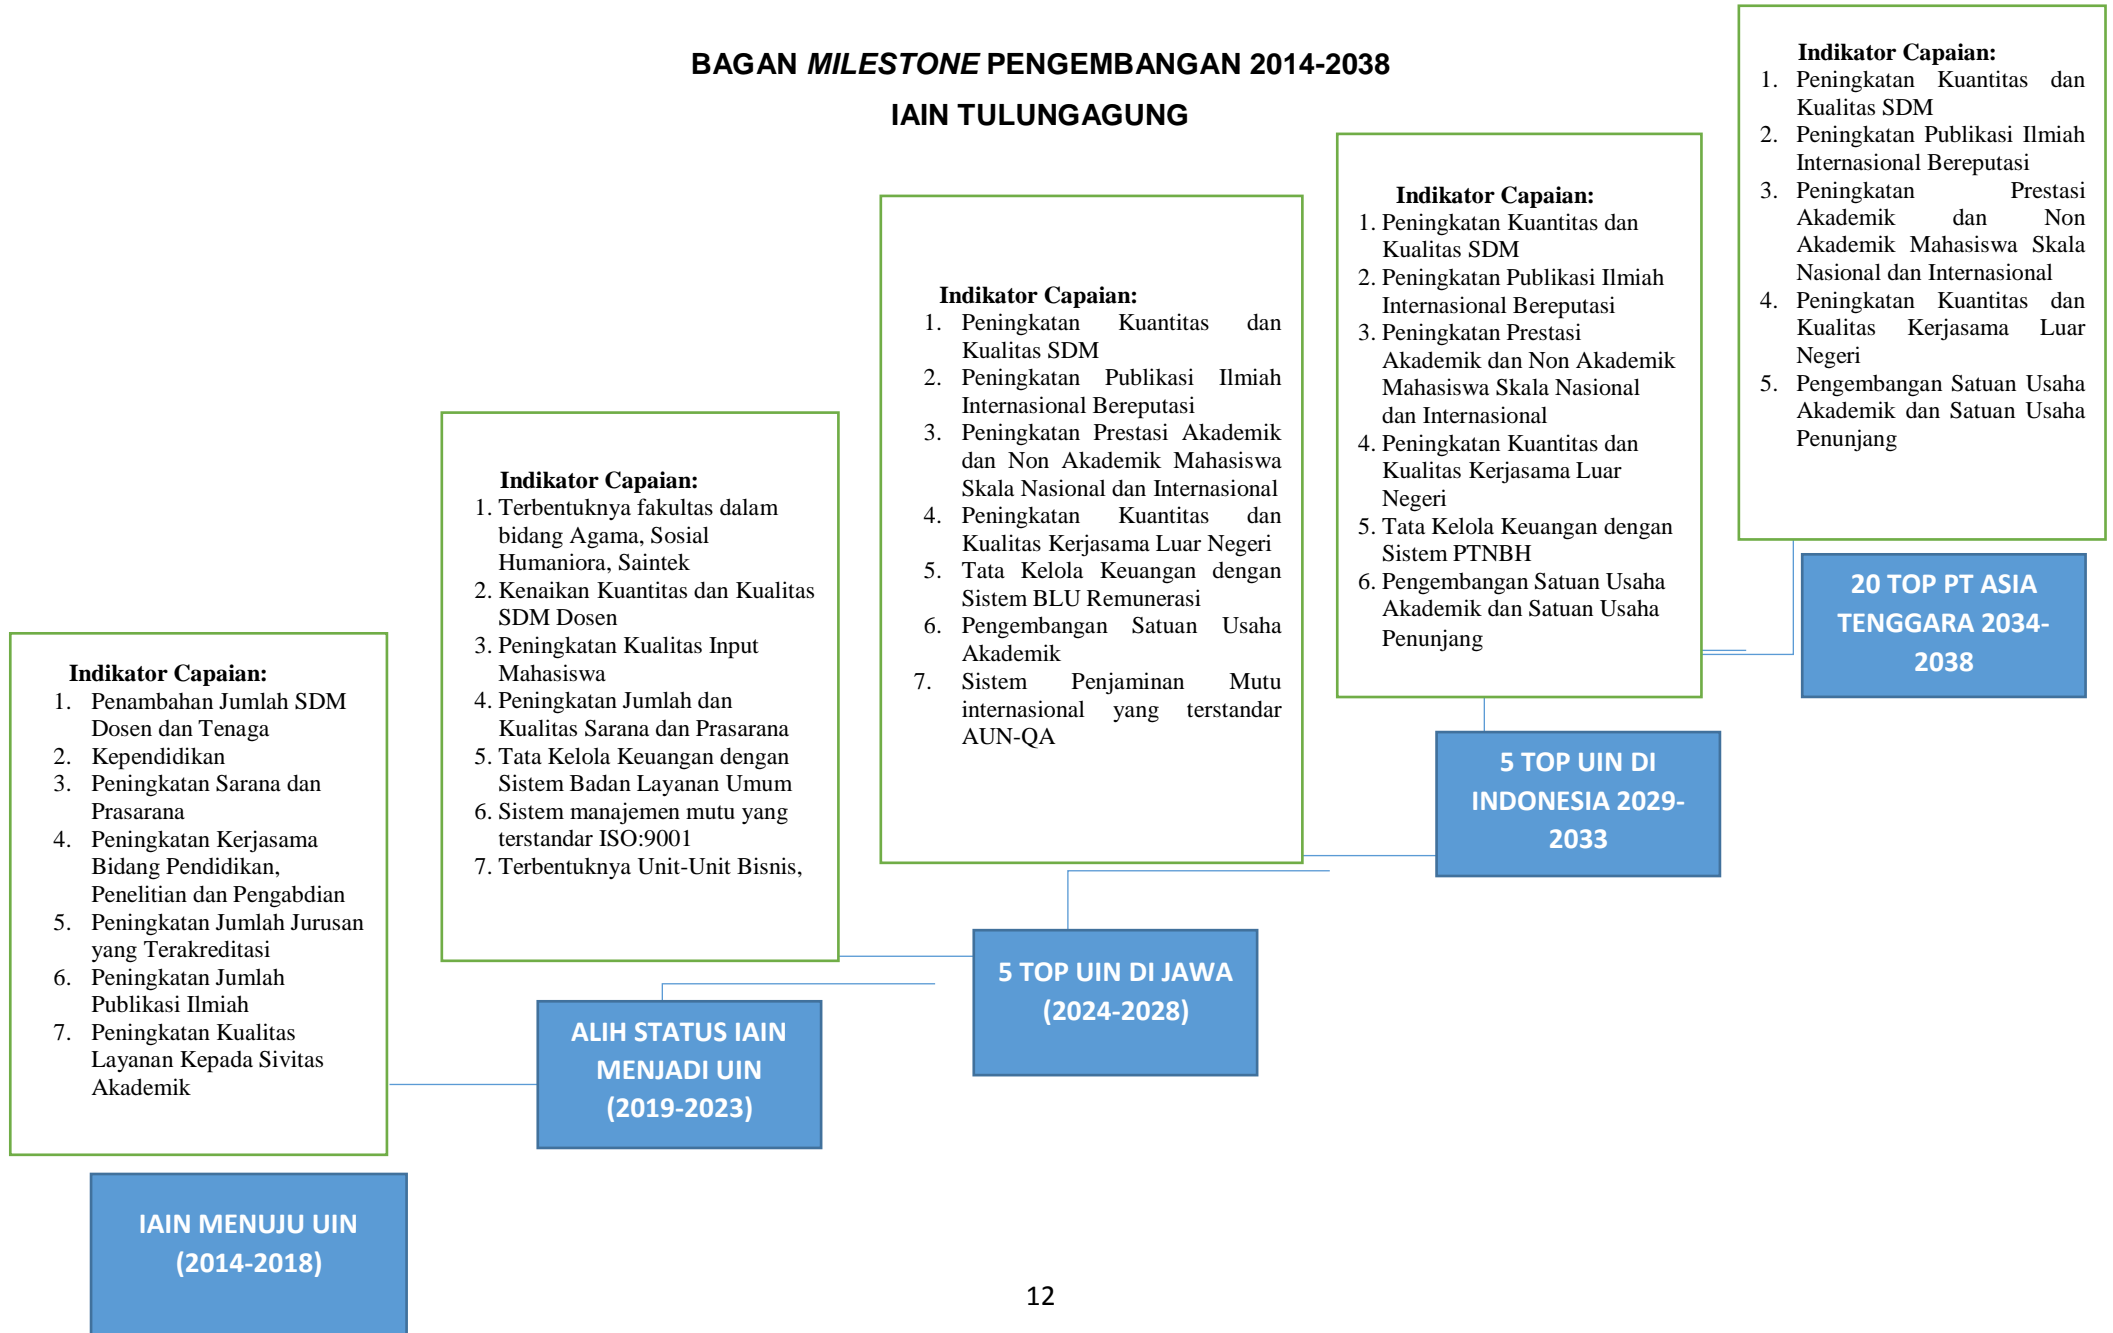 BAGAN MILESTONE PENGEMBANGAN 2014-2038
IAIN TULUNGAGUNG
Indikator Capaian:
1. Penambahan Jumlah SDM
Dosen dan Tenaga
2. Kependidikan
3. Peningkatan Sarana dan
Prasarana
4. Peningkatan Kerjasama
Bidang Pendidikan,
Penelitian dan Pengabdian
5. Peningkatan Jumlah Jurusan
yang Terakreditasi
6. Peningkatan Jumlah
Publikasi Ilmiah
7. Peningkatan Kualitas
Layanan Kepada Sivitas
Akademik
IAIN MENUJU UIN
(2014-2018)
Indikator Capaian:
1. Terbentuknya fakultas dalam
bidang Agama, Sosial
Humaniora, Saintek
2. Kenaikan Kuantitas dan Kualitas
SDM Dosen
3. Peningkatan Kualitas Input
Mahasiswa
4. Peningkatan Jumlah dan
Kualitas Sarana dan Prasarana
5. Tata Kelola Keuangan dengan
Sistem Badan Layanan Umum
6. Sistem manajemen mutu yang
terstandar ISO:9001
7. Terbentuknya Unit-Unit Bisnis,
ALIH STATUS IAIN
MENJADI UIN
(2019-2023)
Indikator Capaian:
1. Peningkatan Kuantitas dan
Kualitas SDM
2. Peningkatan Publikasi Ilmiah
Internasional Bereputasi
3. Peningkatan Prestasi Akademik
dan Non Akademik Mahasiswa
Skala Nasional dan Internasional
4. Peningkatan Kuantitas dan
Kualitas Kerjasama Luar Negeri
5. Tata Kelola Keuangan dengan
Sistem BLU Remunerasi
6. Pengembangan Satuan Usaha
Akademik
7. Sistem Penjaminan Mutu
internasional yang terstandar
AUN-QA
5 TOP UIN DI JAWA
(2024-2028)
Indikator Capaian:
1. Peningkatan Kuantitas dan
Kualitas SDM
2. Peningkatan Publikasi Ilmiah
Internasional Bereputasi
3. Peningkatan Prestasi
Akademik dan Non Akademik
Mahasiswa Skala Nasional
dan Internasional
4. Peningkatan Kuantitas dan
Kualitas Kerjasama Luar
Negeri
5. Tata Kelola Keuangan dengan
Sistem PTNBH
6. Pengembangan Satuan Usaha
Akademik dan Satuan Usaha
Penunjang
5 TOP UIN DI
INDONESIA 2029-
2033
Indikator Capaian:
1. Peningkatan Kuantitas dan
Kualitas SDM
2. Peningkatan Publikasi Ilmiah
Internasional Bereputasi
3. Peningkatan Prestasi
Akademik dan Non
Akademik Mahasiswa Skala
Nasional dan Internasional
4. Peningkatan Kuantitas dan
Kualitas Kerjasama Luar
Negeri
5. Pengembangan Satuan Usaha
Akademik dan Satuan Usaha
Penunjang
20 TOP PT ASIA
TENGGARA 2034-
2038
12